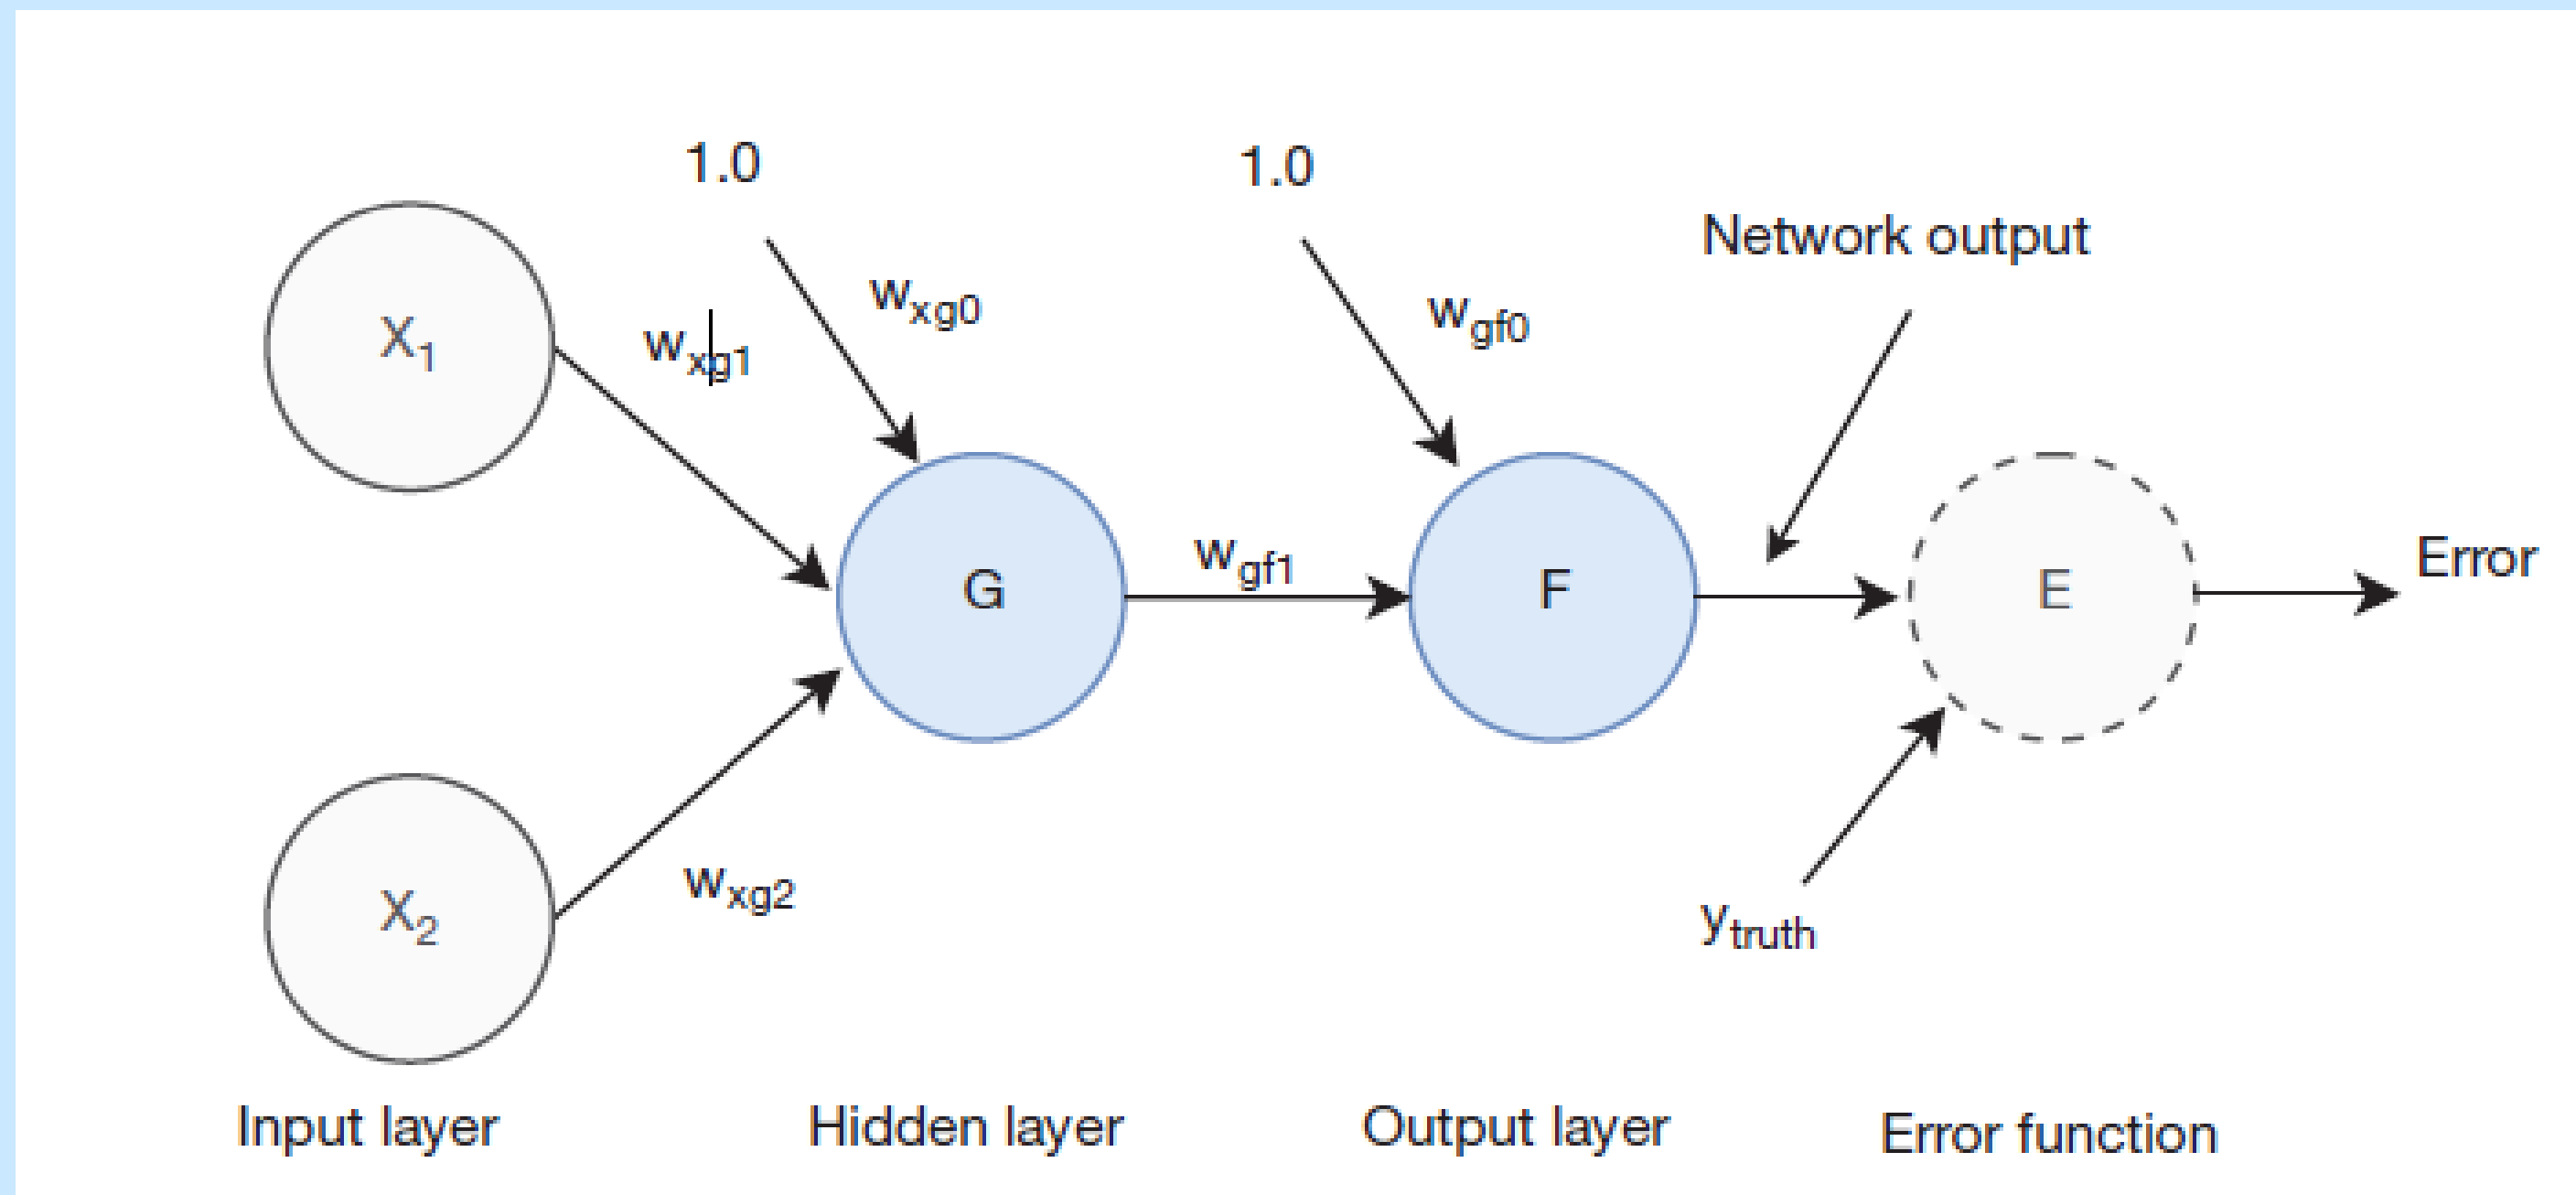 1.0
1.0
Network output
X1
wxg1
wxg0
wgf0
G
wgf1
F
E
Error
X2
wxg2
ytruth
Input layer
Hidden layer
Output layer
Error function